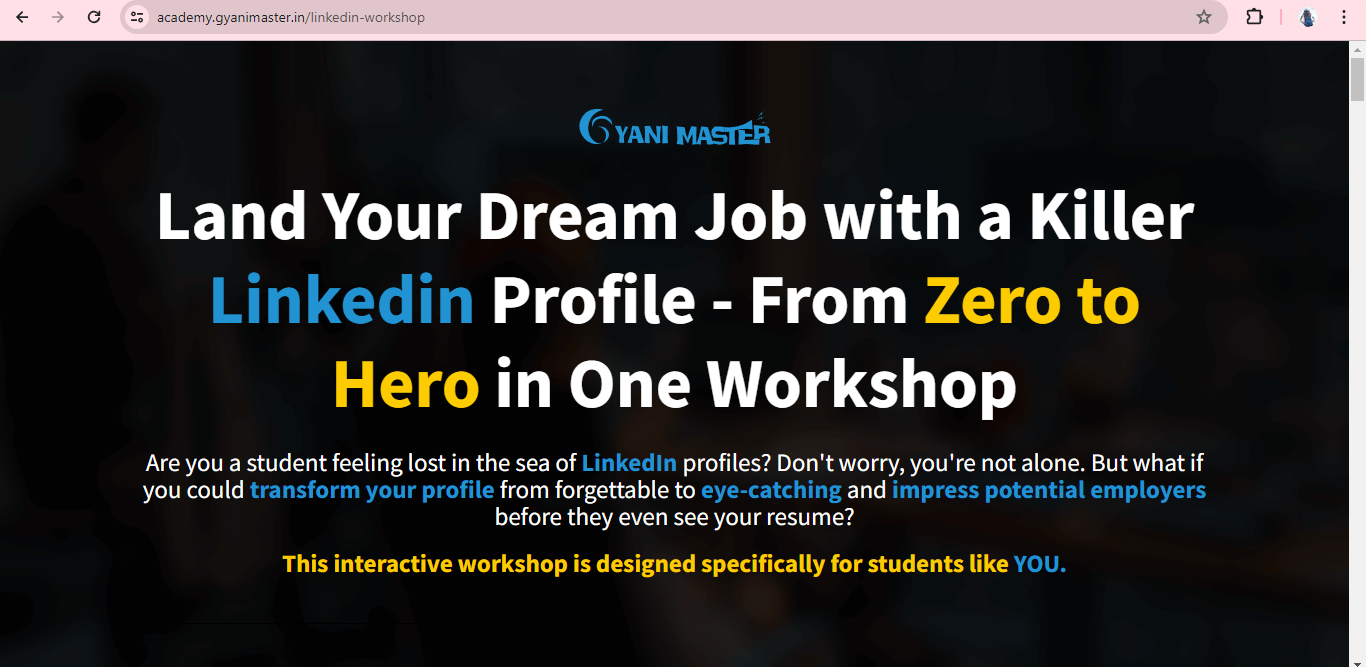 academy.gyanimaster.in/linkedin-workshop
GYANI MASTER
Land Your Dream Job with a Killer
Linkedin Profile - From Zero to
Hero in One Workshop
Are you a student feeling lost in the sea of LinkedIn profiles? Don't worry, you're not alone. But what if
you could transform your profile from forgettable to eye-catching and impress potential employers
before they even see your resume?
This interactive workshop is designed specifically for students like YOU.